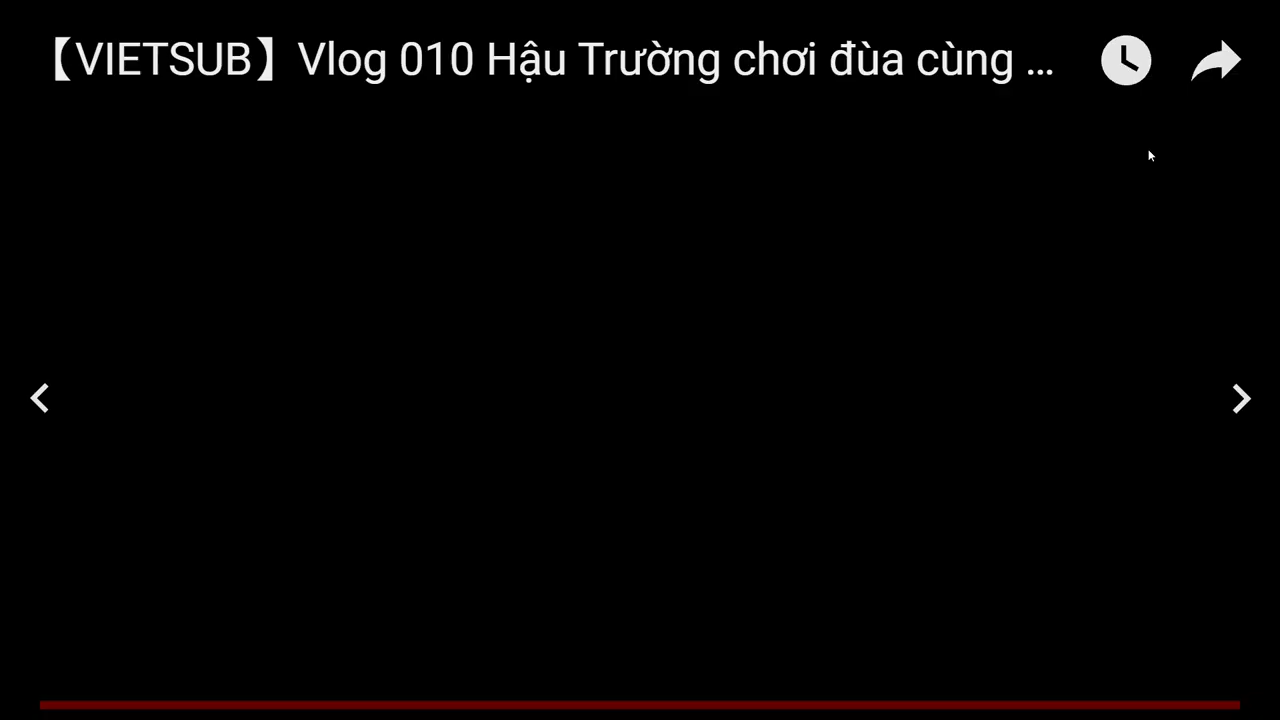 【VIETSUB】Vlog 010 Hậu Trường chơi đùa cùng ...